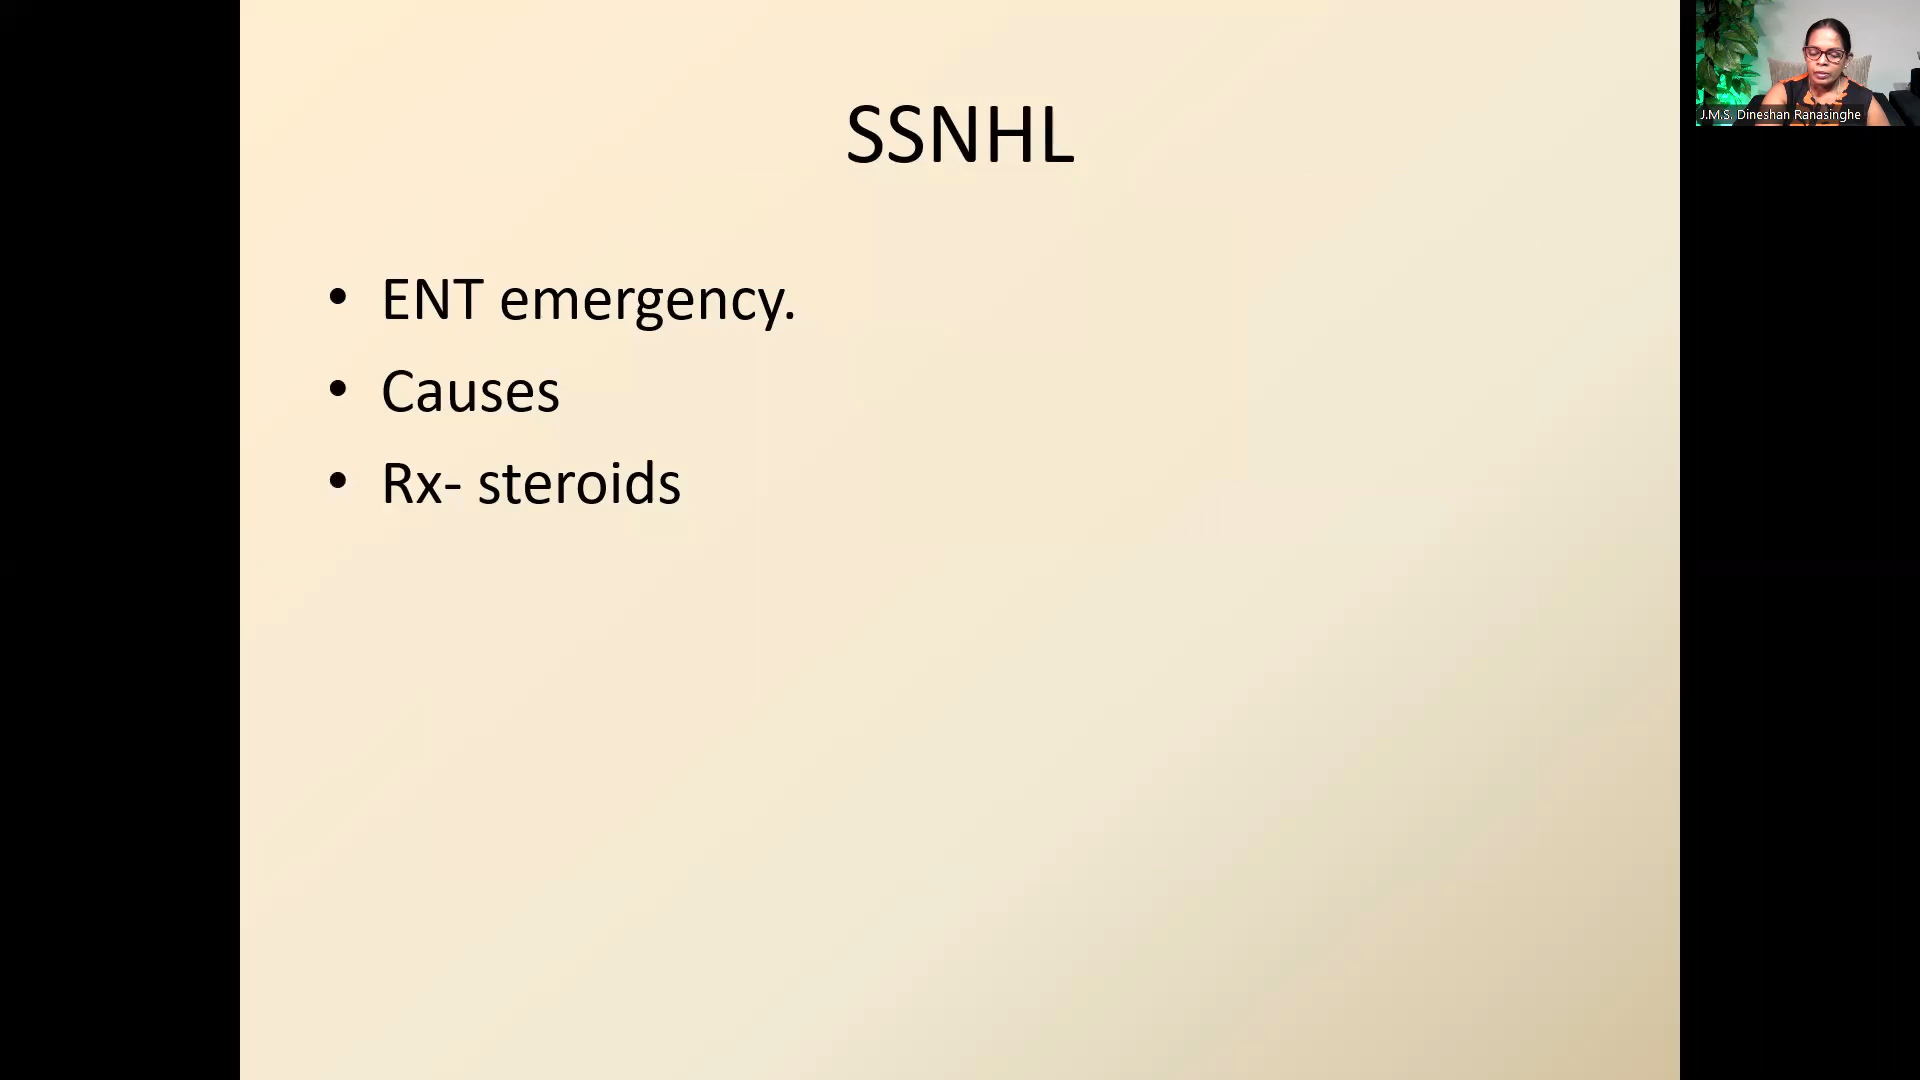 SSNHL
• ENT emergency.
• Causes
• Rx- steroids
J.M.S. Dineshan Ranasinghe